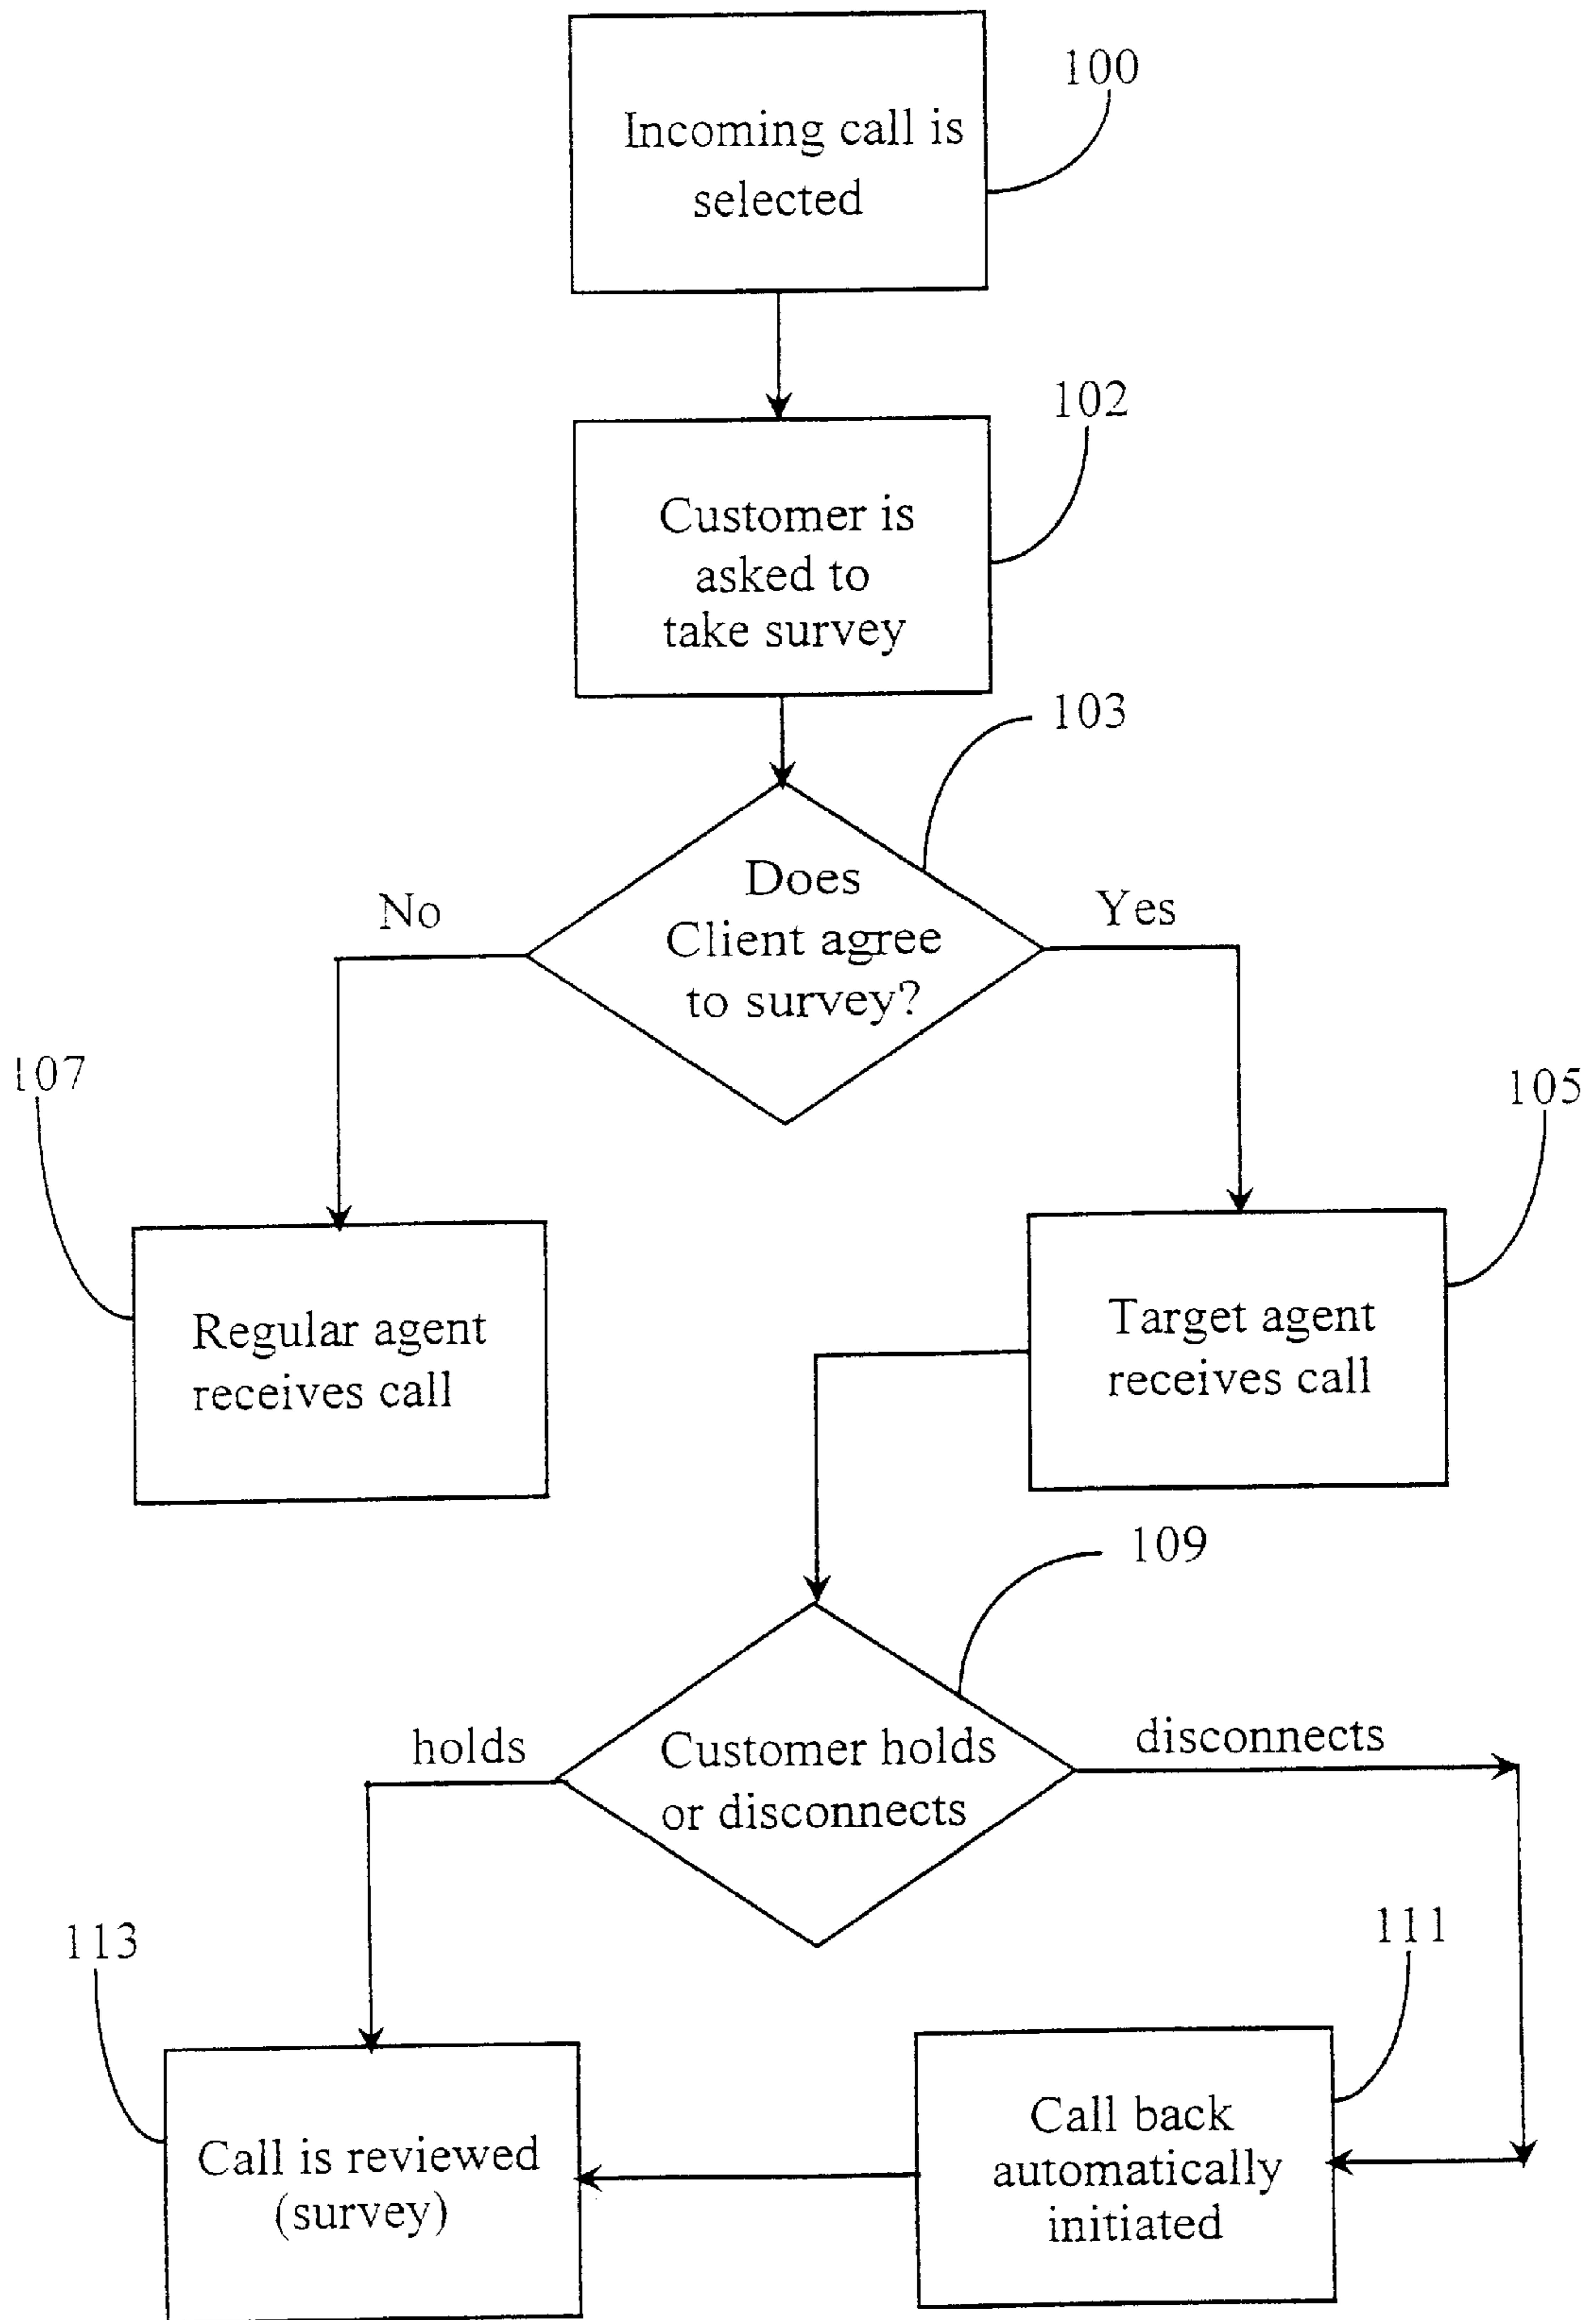 100
Incoming call is
selected
102
Customer is
asked to
take survey
103
Does
Client agree
to survey?
No
Yes
107
105
Regular agent
receives call
Target agent
receives call
109
holds
Customer holds
or disconnects
disconnects
113
111
Call is reviewed
(survey)
Call back
automatically
initiated